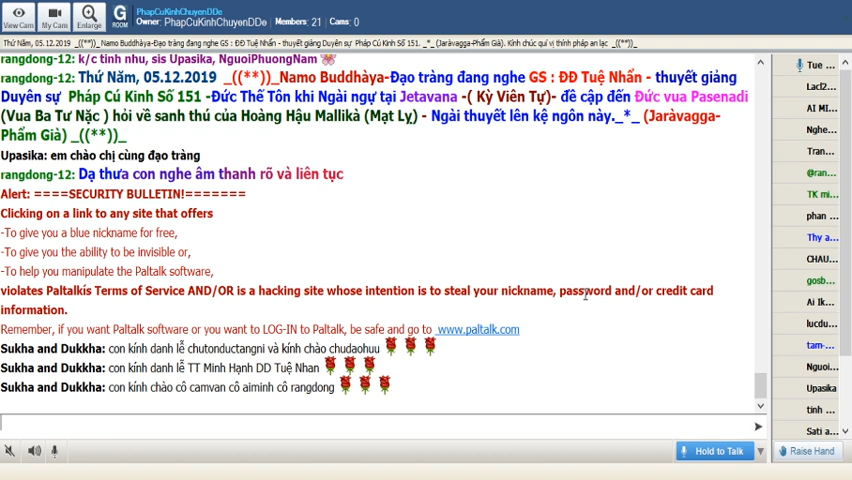 PhapCuKinhChuyenDDe
Owner: PhapCuKinhChuyenDDe Members: 21 Cams: 0
View Cam
My Cam
Enlarge
G
ROOM
Thứ Năm, 05.12.2019 _((**))_ Namo Buddhàya-Đạo tràng đang nghe GS : ĐĐ Tuệ Nhẫn - thuyết giảng Duyên sự Pháp Cú Kinh Số 151. _*_ (Jaràvagga-Phẩm Già). Kính chúc quí vị thính pháp an lạc _((**))_
rangdong-12: k/c tinh nhu, sis Upasika, NguoiPhuongNam
rangdong-12: Thứ Năm, 05.12.2019 _((**))_Namo Buddhàya-Đạo tràng đang nghe GS : ĐĐ Tuệ Nhẫn - thuyết giảng
Duyên sự Pháp Cú Kinh Số 151 -Đức Thế Tôn khi Ngài ngự tại Jetavana -( Kỳ Viên Tự)- đề cập đến Đức vua Pasenadi
(Vua Ba Tư Nặc ) hỏi về sanh thú của Hoàng Hậu Mallikà (Mạt Lỵ) - Ngài thuyết lên kệ ngôn này._*_ (Jaràvagga-
Phẩm Già) _((**))_
Upasika: em chào chị cùng đạo tràng
rangdong-12: Dạ thưa con nghe âm thanh rõ và liên tục
Alert: ====SECURITY BULLETIN!=======
Clicking on a link to any site that offers
-To give you a blue nickname for free,
-To give you the ability to be invisible or,
-To help you manipulate the Paltalk software,
violates Paltalkís Terms of Service AND/OR is a hacking site whose intention is to steal your nickname, password and/or credit card
information.
Remember, if you want Paltalk software or you want to LOG-IN to Paltalk, be safe and go to www.paltalk.com
Sukha and Dukkha: con kính danh lễ chutonductangni và kính chào chudaohuu
Sukha and Dukkha: con kính danh lễ TT Minh Hạnh DD Tuệ Nhan
Sukha and Dukkha: con kính chào cô camvan cô aiminh cô rangdong
Hold to Talk
Tue ...
Lacl2...
AI MI...
Nghe...
Tran...
@ran...
TK mi...
phan ...
Thy a...
CHAU...
gosb...
Ai Ik...
lucdu...
tam-...
Nguoi...
Upasika
tinh ...
Sati a...
Raise Hand